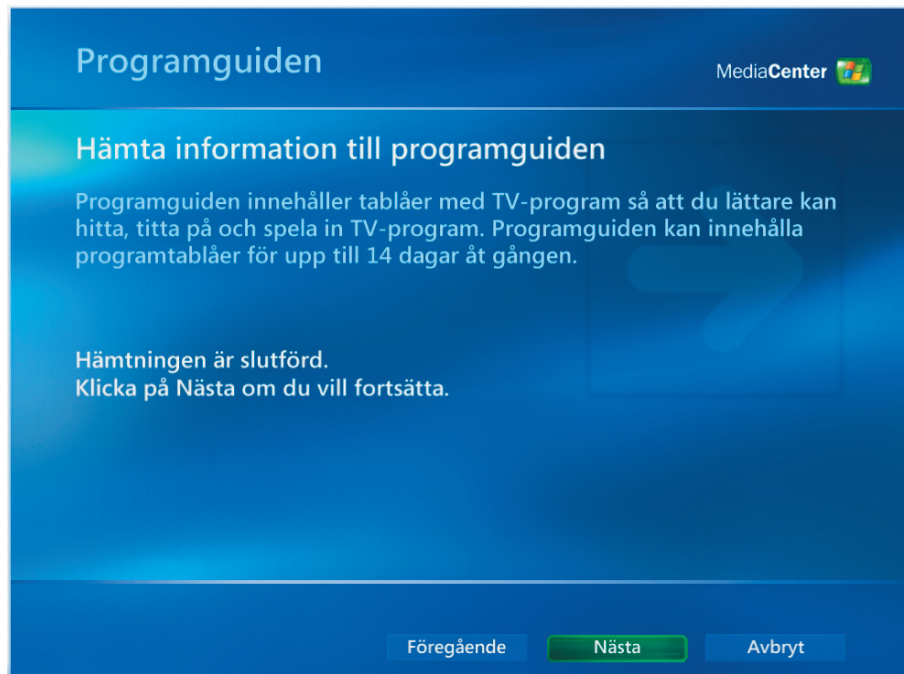 Programguiden
MediaCenter
Hämta information till programguiden
Programguiden innehåller tablåer med TV-program så att du lättare kan
hitta, titta på och spela in TV-program. Programguiden kan innehålla
programtablåer för upp till 14 dagar åt gången.
Hämtningen är slutförd.
Klicka på Nästa om du vill fortsätta.
Föregående
Nästa
Avbryt